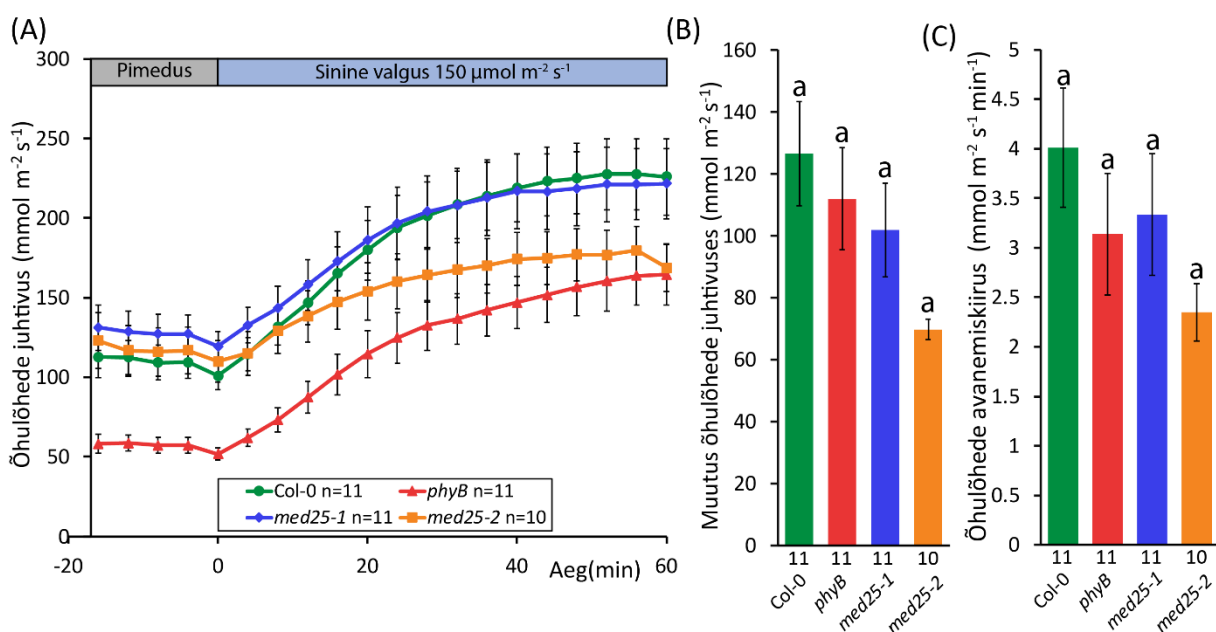 (A)
Õhulõhede juhtivus (mmol m⁻² s⁻¹)
300
250
200
150
100
50
0
Pimedus
Sinine valgus 150 µmol m⁻² s⁻¹
Col-0 n=11
phyB n=11
med25-1 n=11
med25-2 n=10
-20
0
20
40
60
Aeg(min)
(B)
Muutus õhulõhede juhtivuses (mmol m⁻² s⁻¹)
160
140
120
100
80
60
40
20
0
a
a
a
a
11
11
11
10
Col-0
phyB
med25-1
med25-2
(C)
Õhulõhede avanemiskiirus (mmol m⁻² s⁻¹ min⁻¹)
5
4.5
4
3.5
3
2.5
2
1.5
1
0.5
0
a
a
a
a
11
11
11
10
Col-0
phyB
med25-1
med25-2